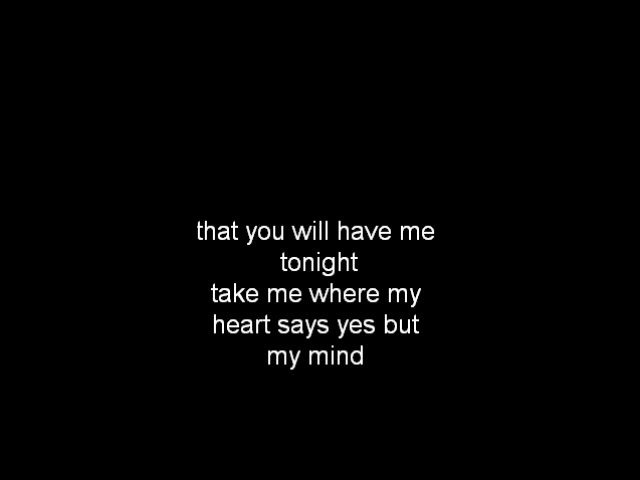 that you will have me
tonight
take me where my
heart says yes but
my mind